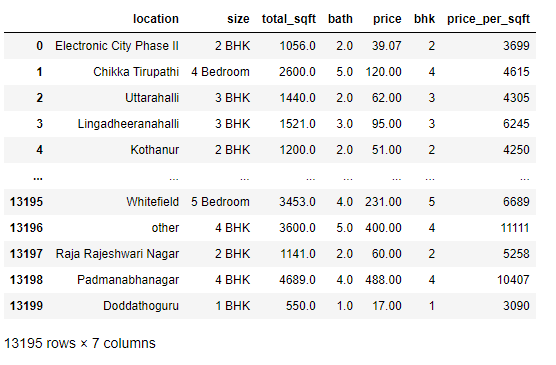 location size total_sqft bath price bhk price_per_sqft
0 Electronic City Phase II 2 BHK 1056.0 2.0 39.07 2 3699
1 Chikka Tirupathi 4 Bedroom 2600.0 5.0 120.00 4 4615
2 Uttarahalli 3 BHK 1440.0 2.0 62.00 3 4305
3 Lingadheeranahalli 3 BHK 1521.0 3.0 95.00 3 6245
4 Kothanur 2 BHK 1200.0 2.0 51.00 2 4250
... ... ... ... ... ... ... ...
13195 Whitefield 5 Bedroom 3453.0 4.0 231.00 5 6689
13196 other 4 BHK 3600.0 5.0 400.00 4 11111
13197 Raja Rajeshwari Nagar 2 BHK 1141.0 2.0 60.00 2 5258
13198 Padmanabhanagar 4 BHK 4689.0 4.0 488.00 4 10407
13199 Doddathoguru 1 BHK 550.0 1.0 17.00 1 3090
13195 rows × 7 columns